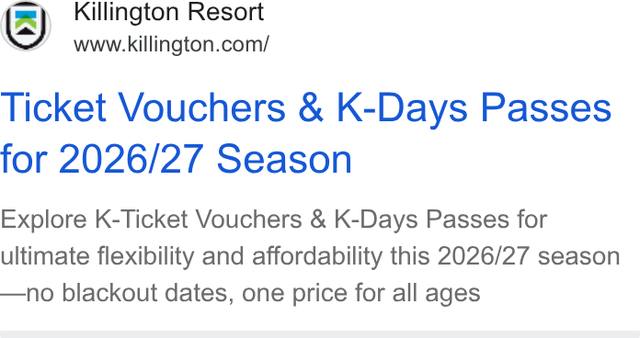 Killington Resort
www.killington.com/
Ticket Vouchers & K-Days Passes
for 2026/27 Season
Explore K-Ticket Vouchers & K-Days Passes for
ultimate flexibility and affordability this 2026/27 season
—no blackout dates, one price for all ages